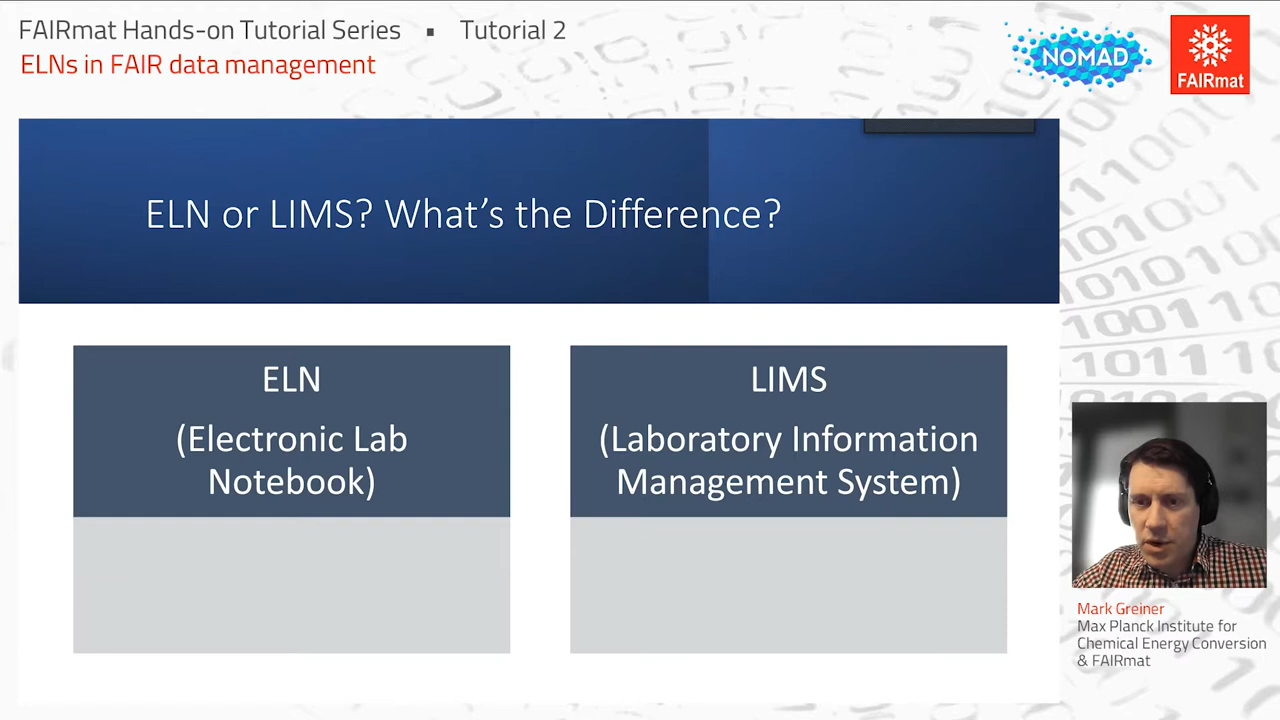 FAIRmat Hands-on Tutorial Series ▪ Tutorial 2
ELNs in FAIR data management
NOMAD
FAIRmat
ELN or LIMS? What's the Difference?
ELN
(Electronic Lab
Notebook)
LIMS
(Laboratory Information
Management System)
Mark Greiner
Max Planck Institute for
Chemical Energy Conversion
& FAIRmat